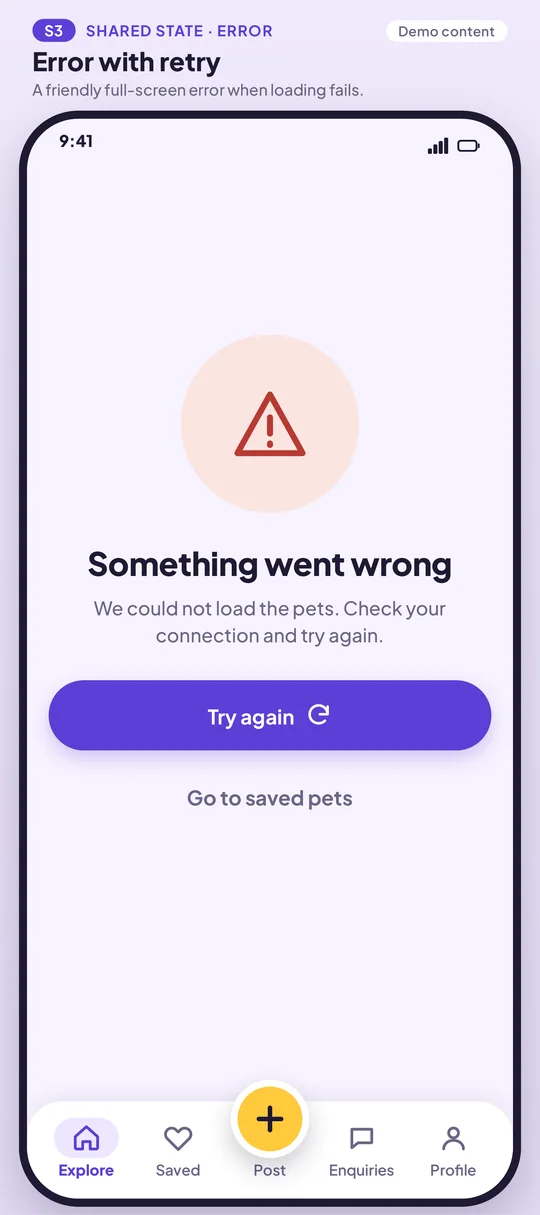 S3 SHARED STATE · ERROR
Demo content
Error with retry
A friendly full-screen error when loading fails.
9:41
Something went wrong
We could not load the pets. Check your
connection and try again.
Try again
Go to saved pets
Explore
Saved
Post
Enquiries
Profile